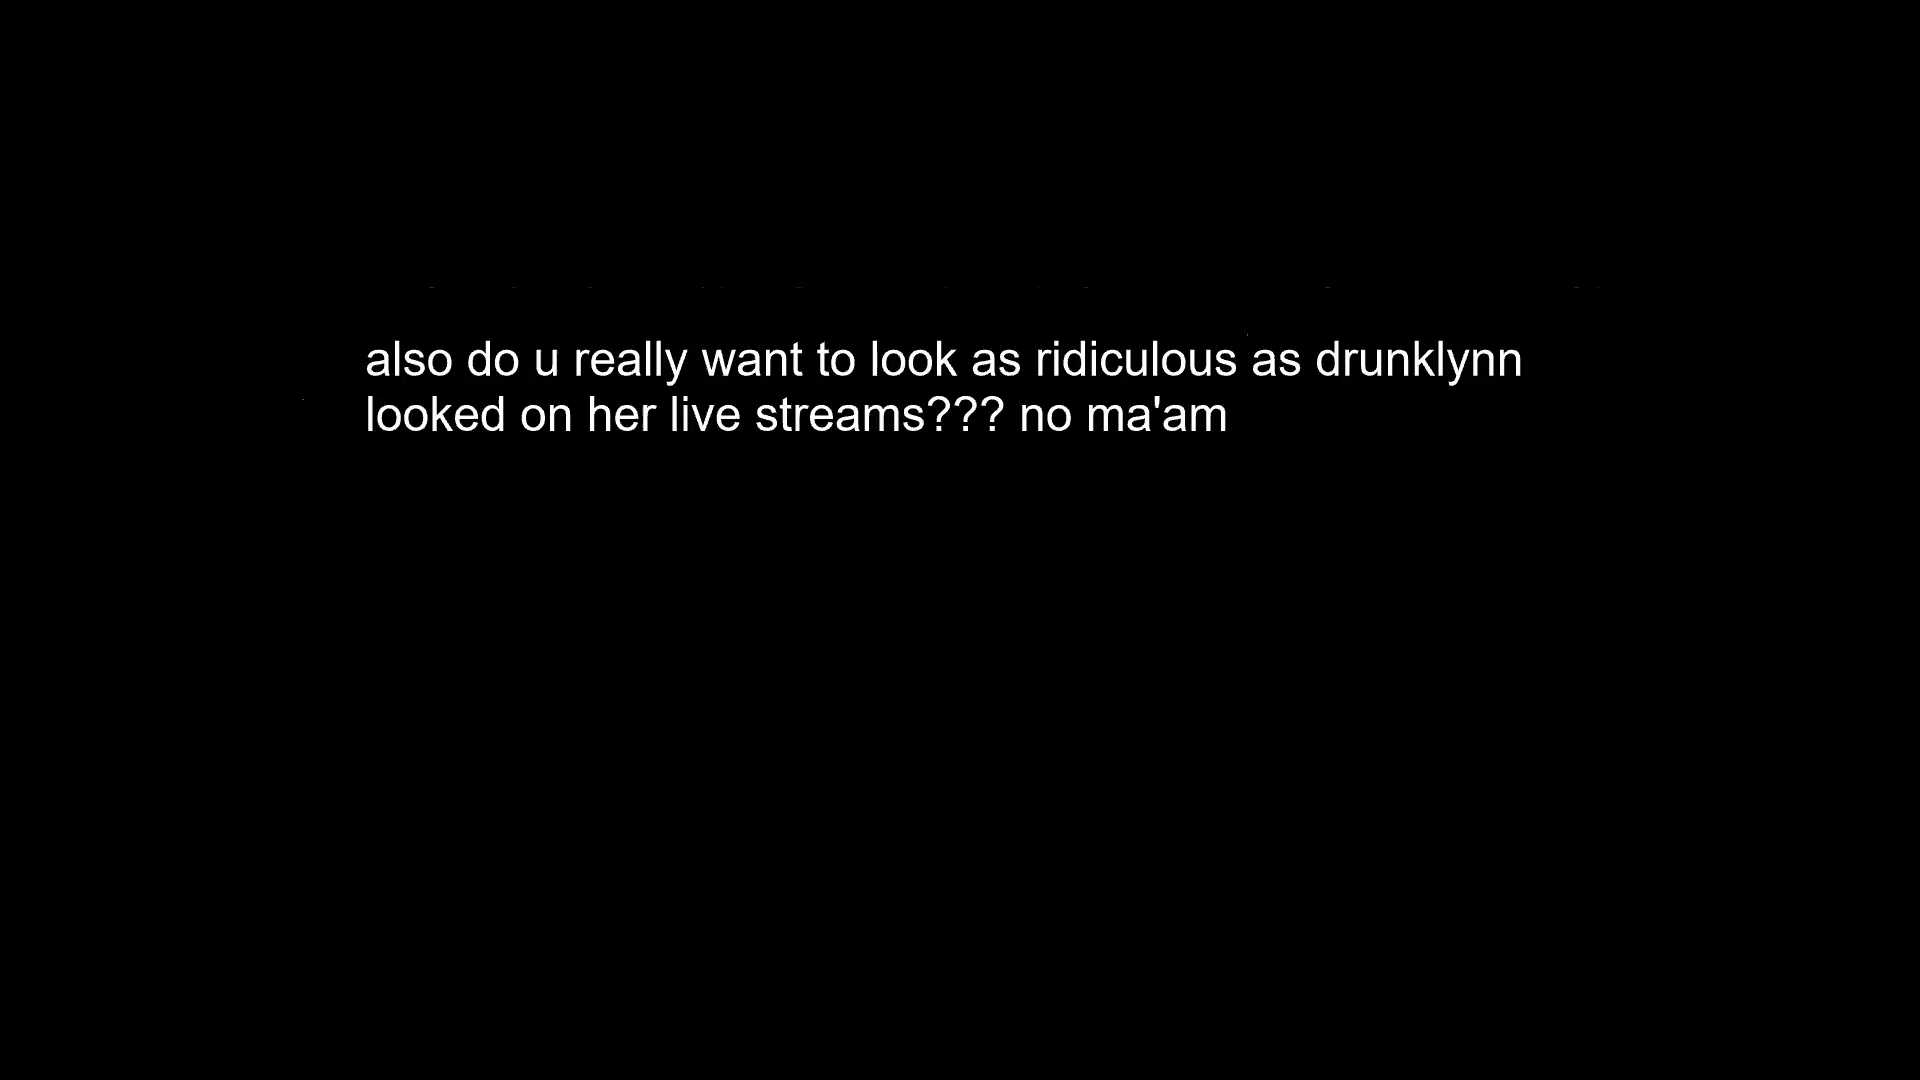 also do u really want to look as ridiculous as drunklynn
looked on her live streams??? no ma'am